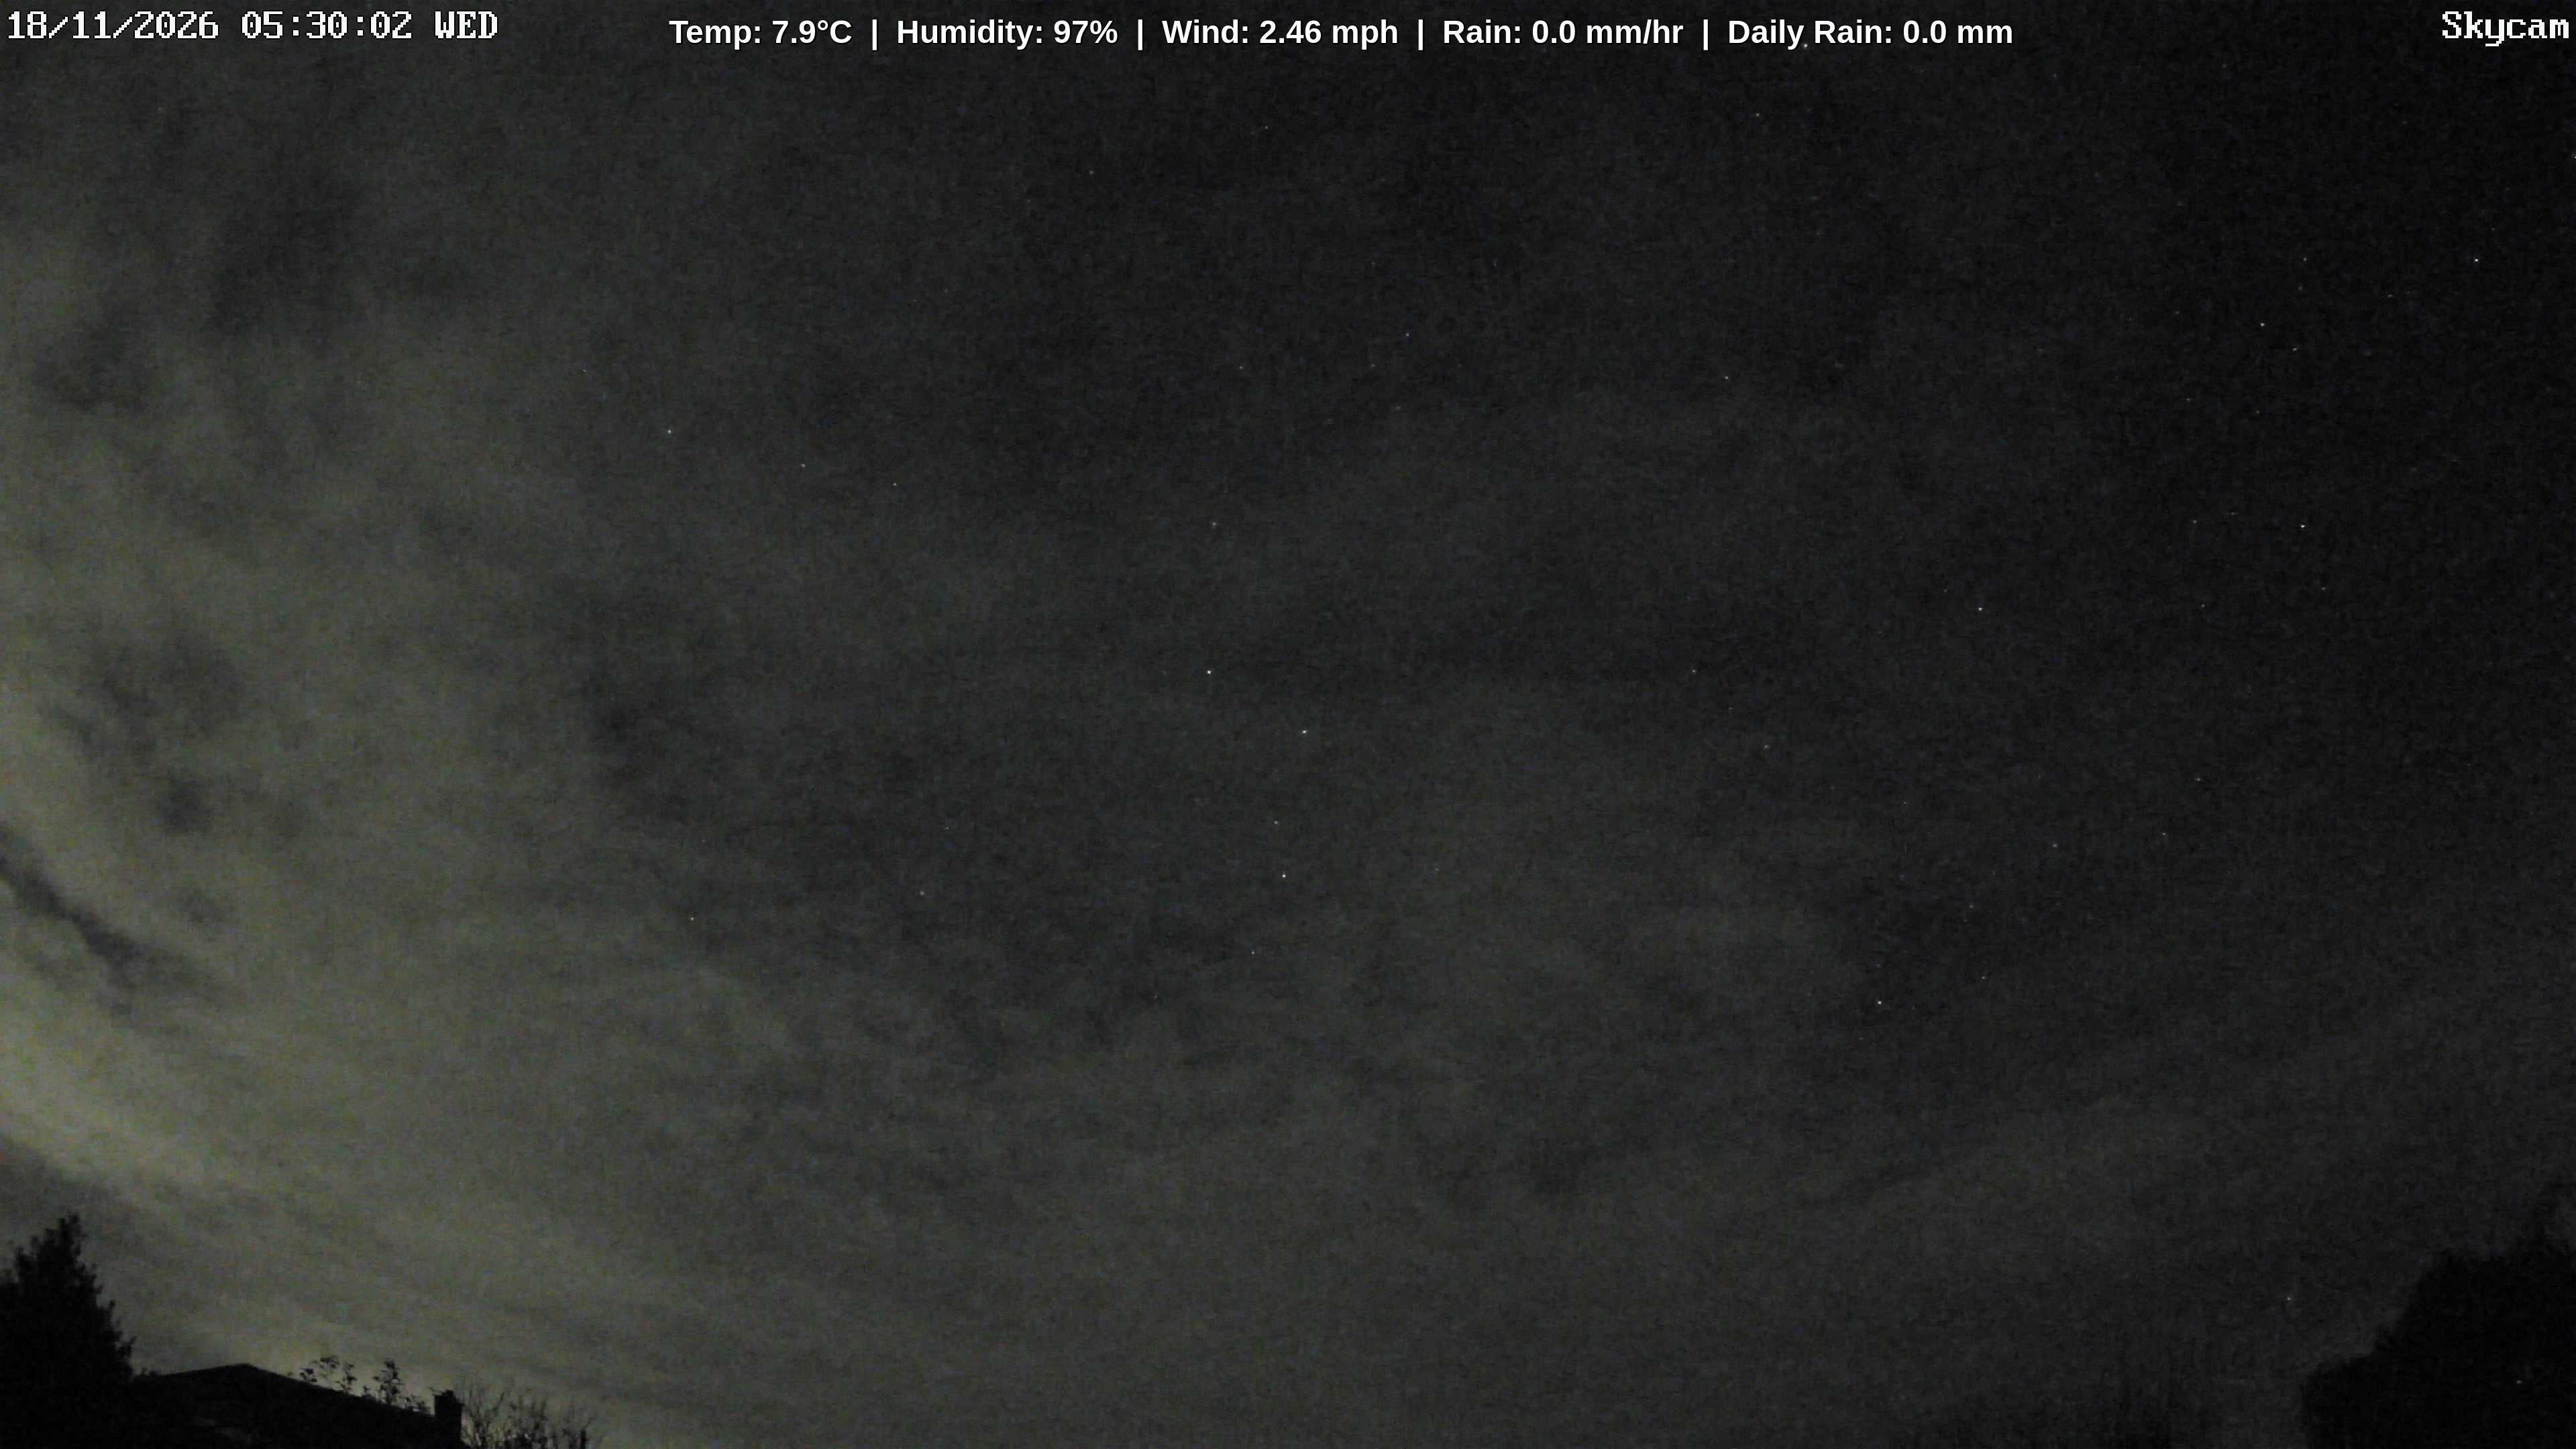 18/11/2026 05:30:02 WED
Temp: 7.9°C | Humidity: 97% | Wind: 2.46 mph | Rain: 0.0 mm/hr | Daily Rain: 0.0 mm
Skycam